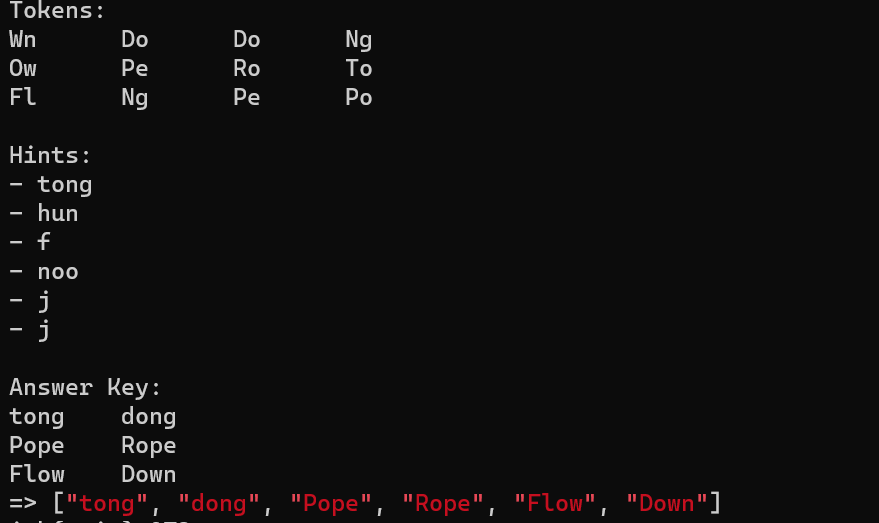 Tokens:
Wn Do Do Ng
Ow Pe Ro To
Fl Ng Pe Po
Hints:
- tong
- hun
- f
- noo
- j
- j
Answer Key:
tong dong
Pope Rope
Flow Down
=> ["tong", "dong", "Pope", "Rope", "Flow", "Down"]